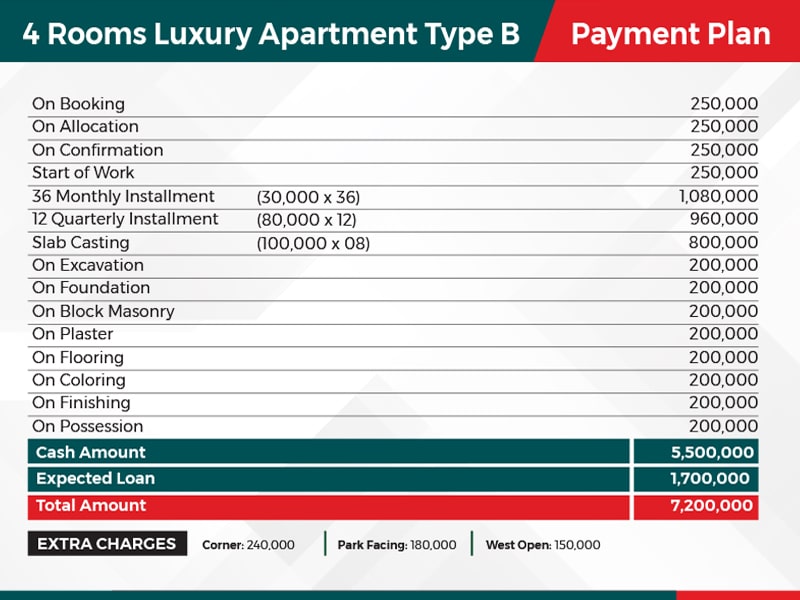 4 Rooms Luxury Apartment Type B Payment Plan
On Booking 250,000
On Allocation 250,000
On Confirmation 250,000
Start of Work 250,000
36 Monthly Installment (30,000 x 36) 1,080,000
12 Quarterly Installment (80,000 x 12) 960,000
Slab Casting (100,000 x 08) 800,000
On Excavation 200,000
On Foundation 200,000
On Block Masonry 200,000
On Plaster 200,000
On Flooring 200,000
On Coloring 200,000
On Finishing 200,000
On Possession 200,000
Cash Amount 5,500,000
Expected Loan 1,700,000
Total Amount 7,200,000
EXTRA CHARGES Corner: 240,000 Park Facing: 180,000 West Open: 150,000